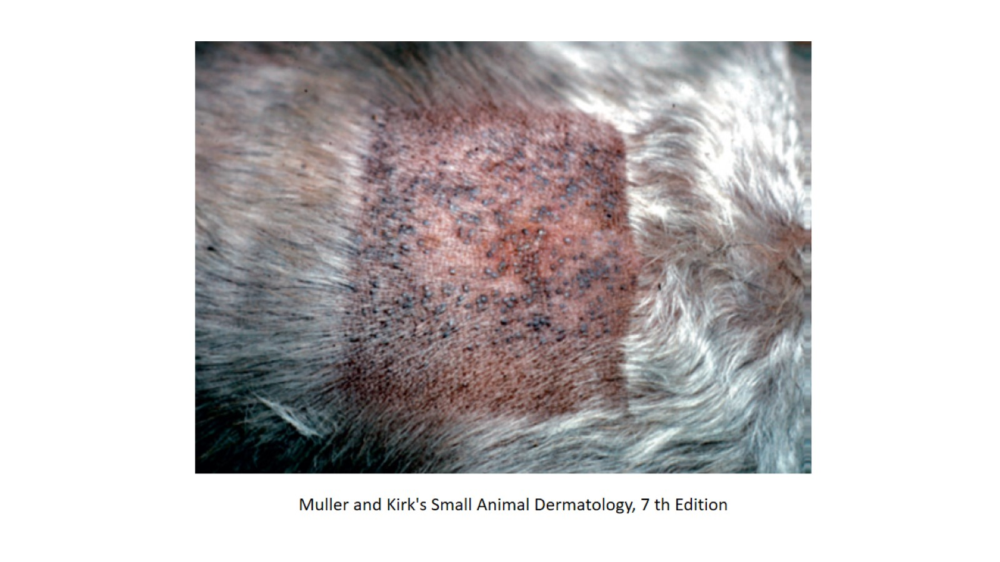 Muller and Kirk's Small Animal Dermatology, 7 th Edition